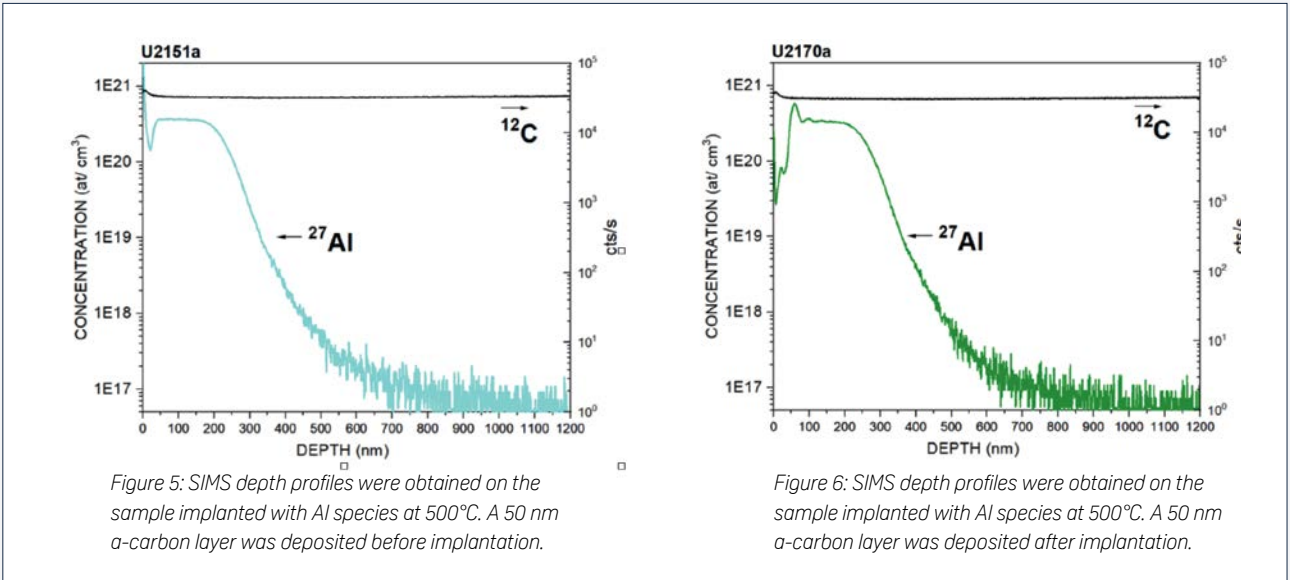 U2151a
1E21
1E20
1E19
1E18
1E17
CONCENTRATION (at/ cm³)
10⁵
10⁴
10³
10²
10¹
10⁰
cts/s
¹²C
²⁷Al
0 100 200 300 400 500 600 700 800 900 1000 1100 1200
DEPTH (nm)
Figure 5: SIMS depth profiles were obtained on the
sample implanted with Al species at 500°C. A 50 nm
a-carbon layer was deposited before implantation.
U2170a
1E21
1E20
1E19
1E18
1E17
CONCENTRATION (at/ cm³)
10⁵
10⁴
10³
10²
10¹
10⁰
cts/s
¹²C
²⁷Al
0 100 200 300 400 500 600 700 800 900 1000 1100 1200
DEPTH (nm)
Figure 6: SIMS depth profiles were obtained on the
sample implanted with Al species at 500°C. A 50 nm
a-carbon layer was deposited after implantation.